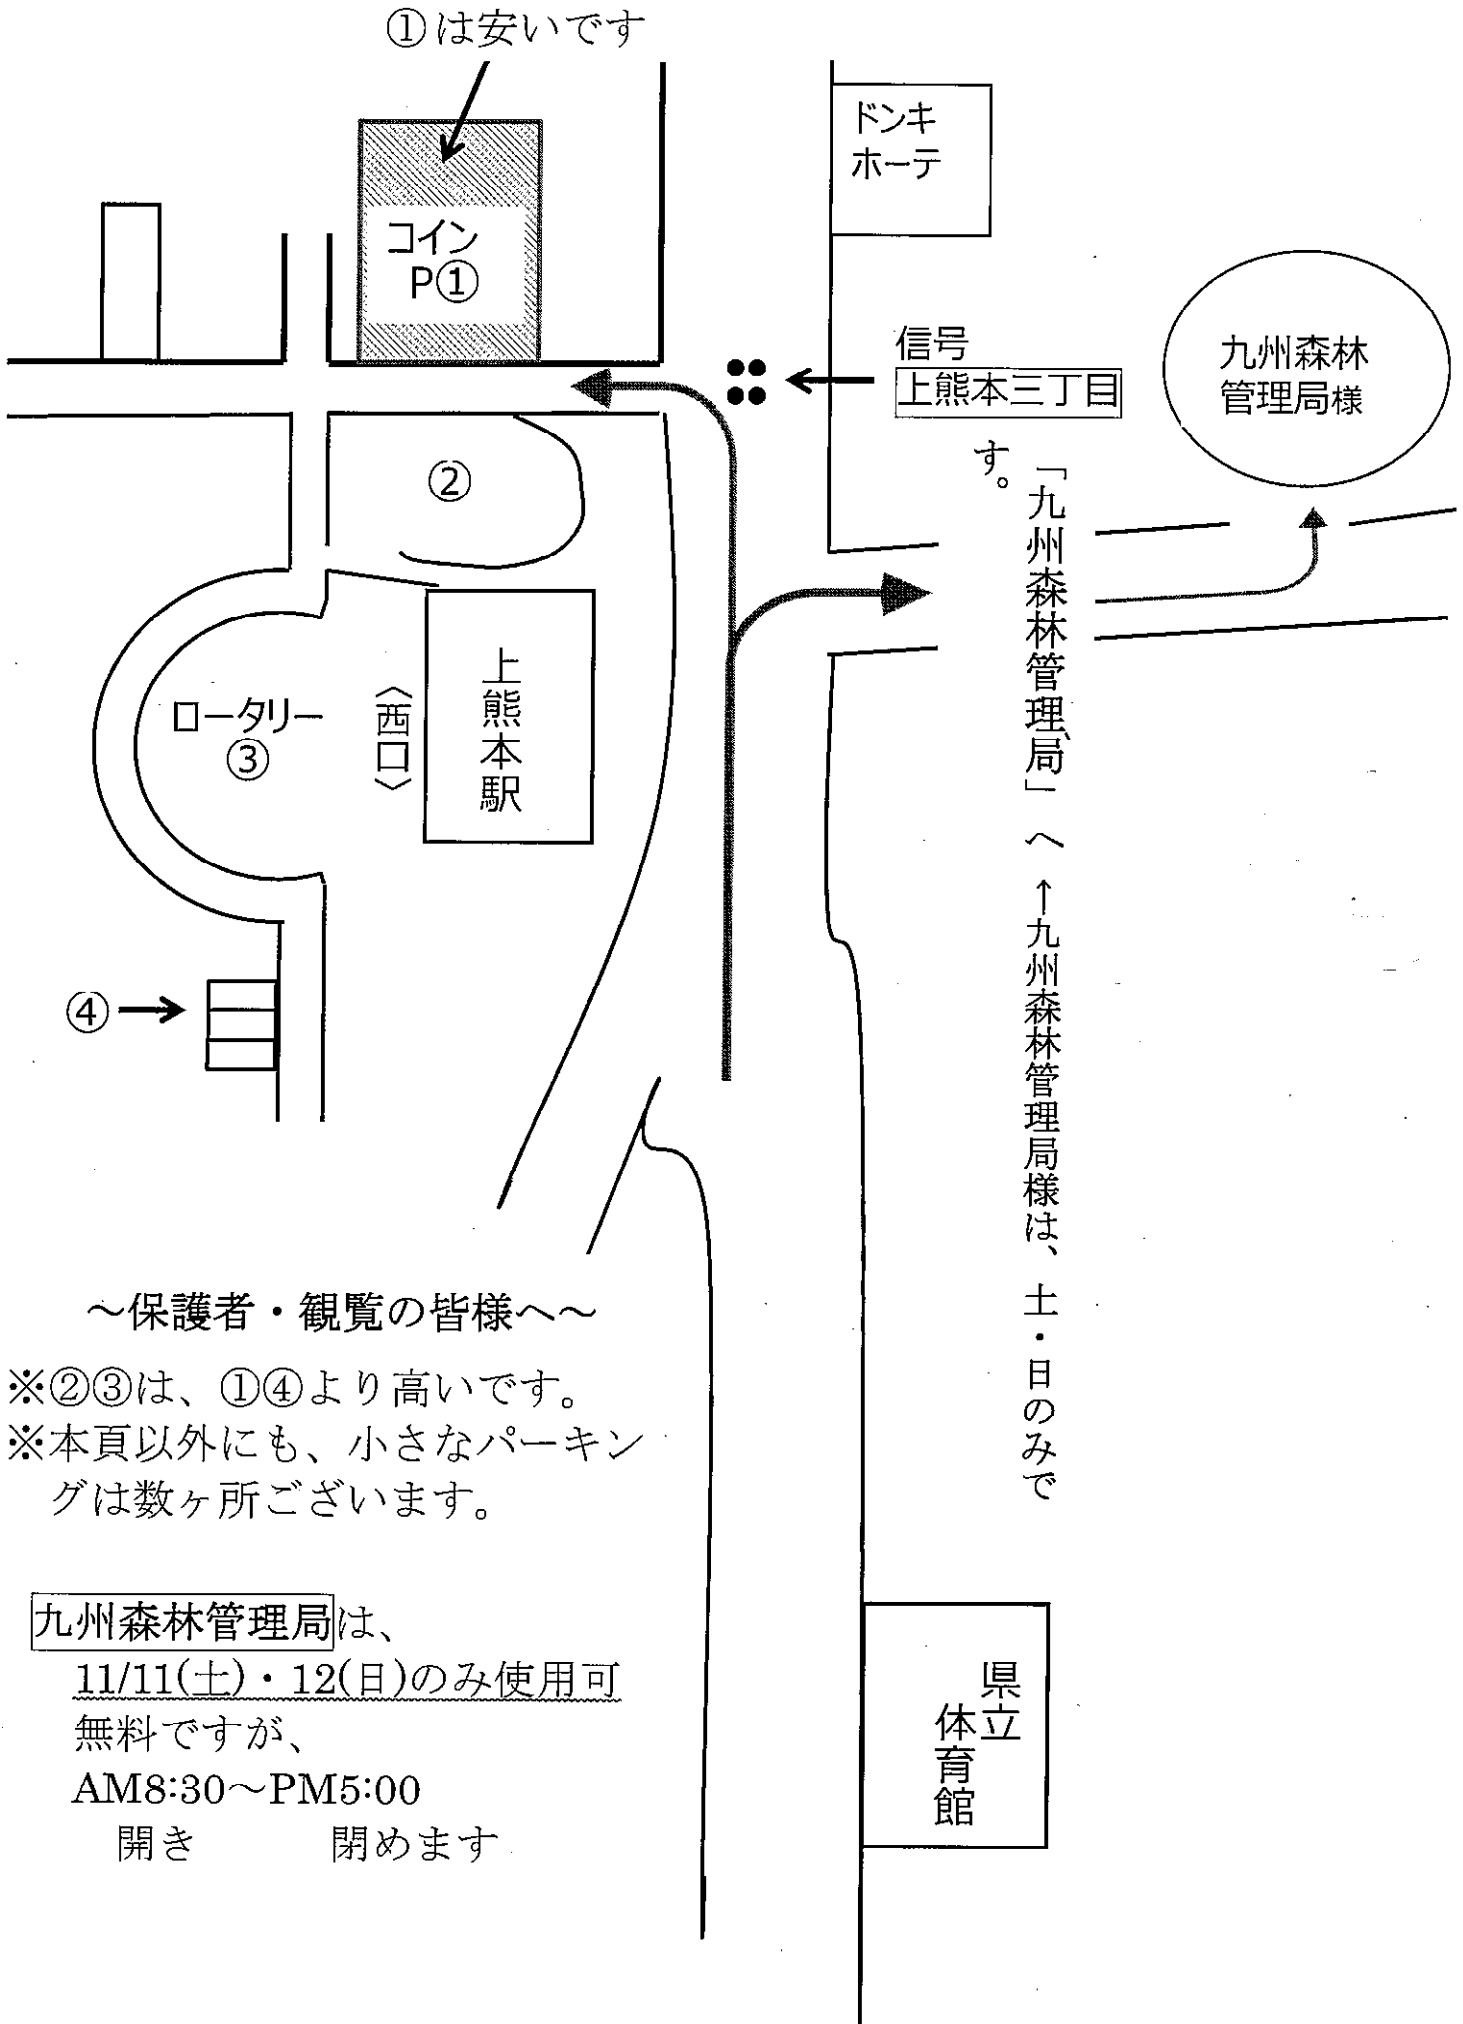 ①は安いです
ドンキ
ホーテ
コイン
P①
信号
上熊本三丁目
九州森林
管理局様
②
「九州森林管理局」へ ←九州森林管理局様は、土・日のみで
す。
ロータリー
③
〈西口〉
上熊本駅
④
～保護者・観覧の皆様へ～
※②③は、①④より高いです。
※本頁以外にも、小さなパーキン
グは数ヶ所ございます。
九州森林管理局は、
11/11(土)・12(日)のみ使用可
無料ですが、
AM8:30～PM5:00
開き 閉めます
県立
体育館